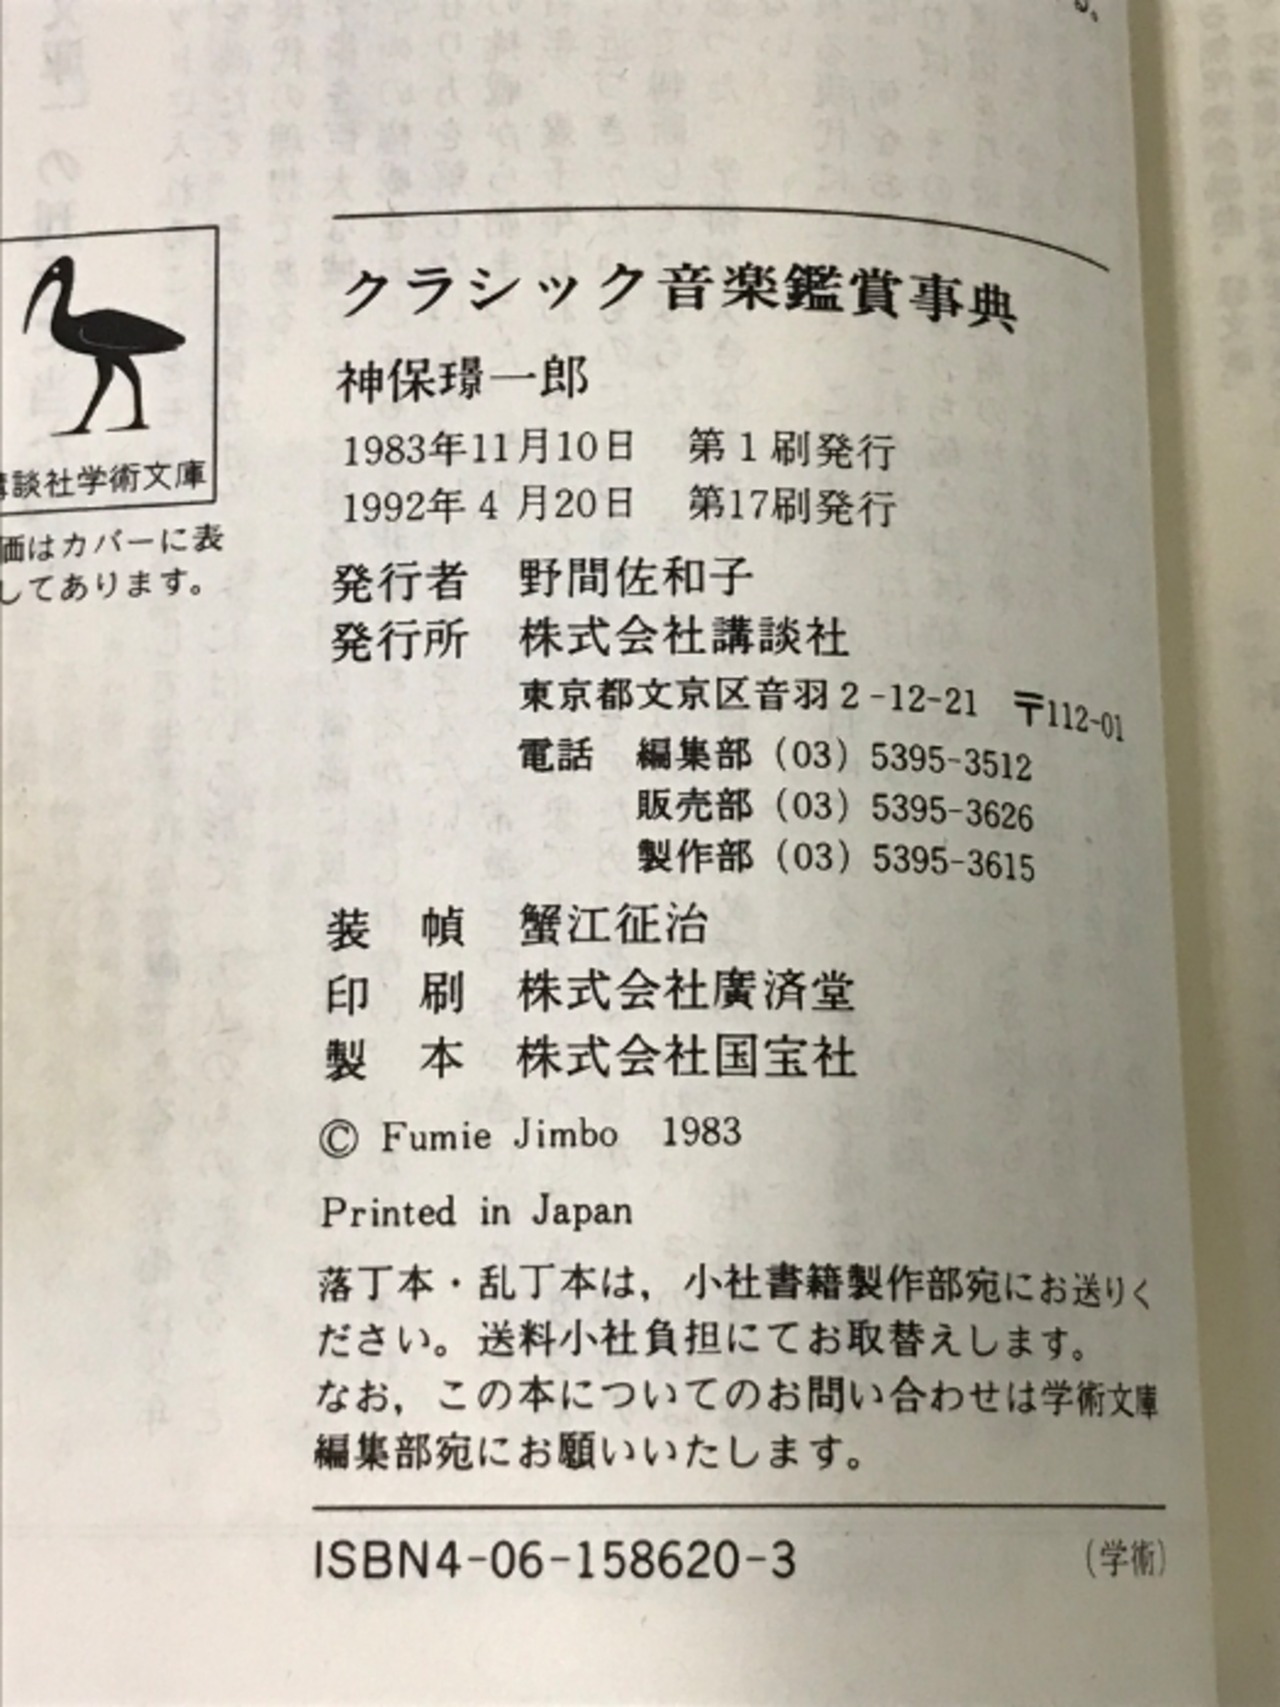 クラシック音楽鑑賞事典
神保璟一郎
1983年11月10日 第1刷発行
1992年4月20日 第17刷発行
発行者 野間佐和子
発行所 株式会社講談社
東京都文京区音羽2-12-21 〒112-01
電話 編集部 (03) 5395-3512
販売部 (03) 5395-3626
製作部 (03) 5395-3615
装 幀 蟹江征治
印 刷 株式会社廣済堂
製 本 株式会社国宝社
© Fumie Jimbo 1983
Printed in Japan
落丁本・乱丁本は，小社書籍製作部宛にお送りく
ださい。送料小社負担にてお取替えします。
なお，この本についてのお問い合わせは学術文庫
編集部宛にお願いいたします。
ISBN4-06-158620-3 (学術)
講談社学術文庫
価はカバーに表
してあります。